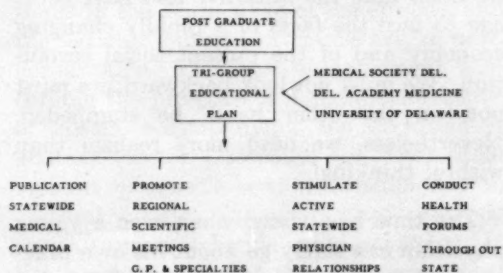 POST GRADUATE
EDUCATION
TRI-GROUP
EDUCATIONAL
PLAN
MEDICAL SOCIETY DEL.
DEL. ACADEMY MEDICINE
UNIVERSITY OF DELAWARE
PUBLICATION
STATEWIDE
MEDICAL
CALENDAR
PROMOTE
REGIONAL
SCIENTIFIC
MEETINGS
G. P. & SPECIALTIES
STIMULATE
ACTIVE
STATEWIDE
PHYSICIAN
RELATIONSHIPS
CONDUCT
HEALTH
FORUMS
THROUGH OUT
STATE